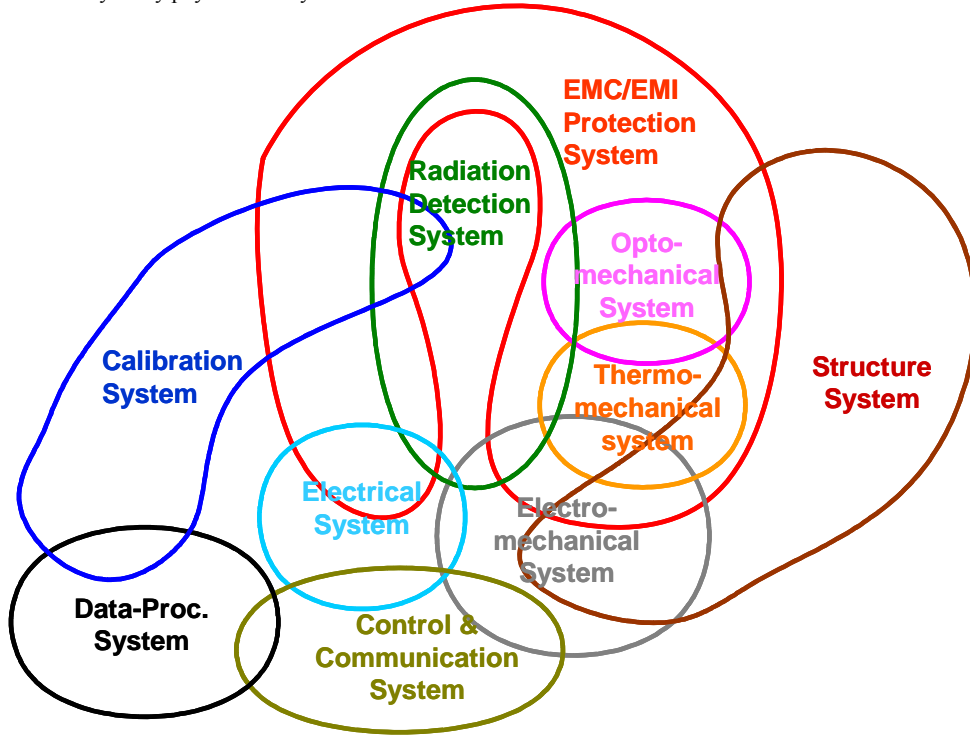 EMC/EMI
Protection
System
Radiation
Detection
System
Opto-
mechanical
System
Calibration
System
Thermo-
mechanical
system
Structure
System
Electrical
System
Electro-
mechanical
System
Data-Proc.
System
Control &
Communication
System